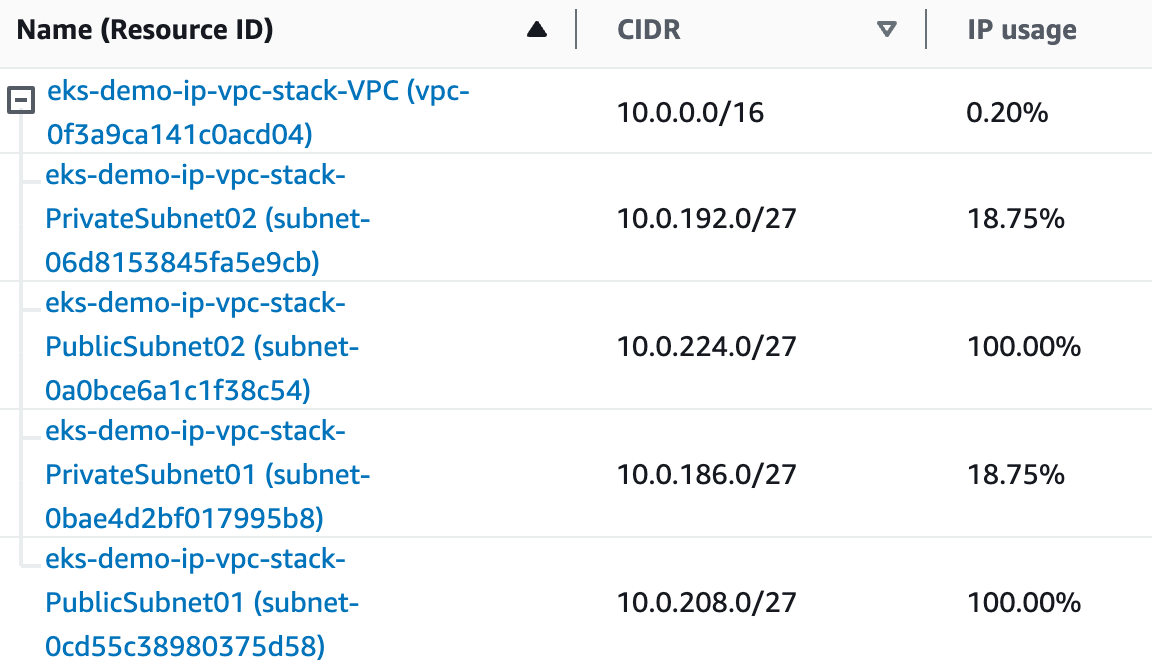 Name (Resource ID) CIDR IP usage
eks-demo-ip-vpc-stack-VPC (vpc-
0f3a9ca141c0acd04) 10.0.0.0/16 0.20%
eks-demo-ip-vpc-stack-
PrivateSubnet02 (subnet- 10.0.192.0/27 18.75%
06d8153845fa5e9cb)
eks-demo-ip-vpc-stack-
PublicSubnet02 (subnet- 10.0.224.0/27 100.00%
0a0bce6a1c1f38c54)
eks-demo-ip-vpc-stack-
PrivateSubnet01 (subnet- 10.0.186.0/27 18.75%
0bae4d2bf017995b8)
eks-demo-ip-vpc-stack-
PublicSubnet01 (subnet- 10.0.208.0/27 100.00%
0cd55c38980375d58)